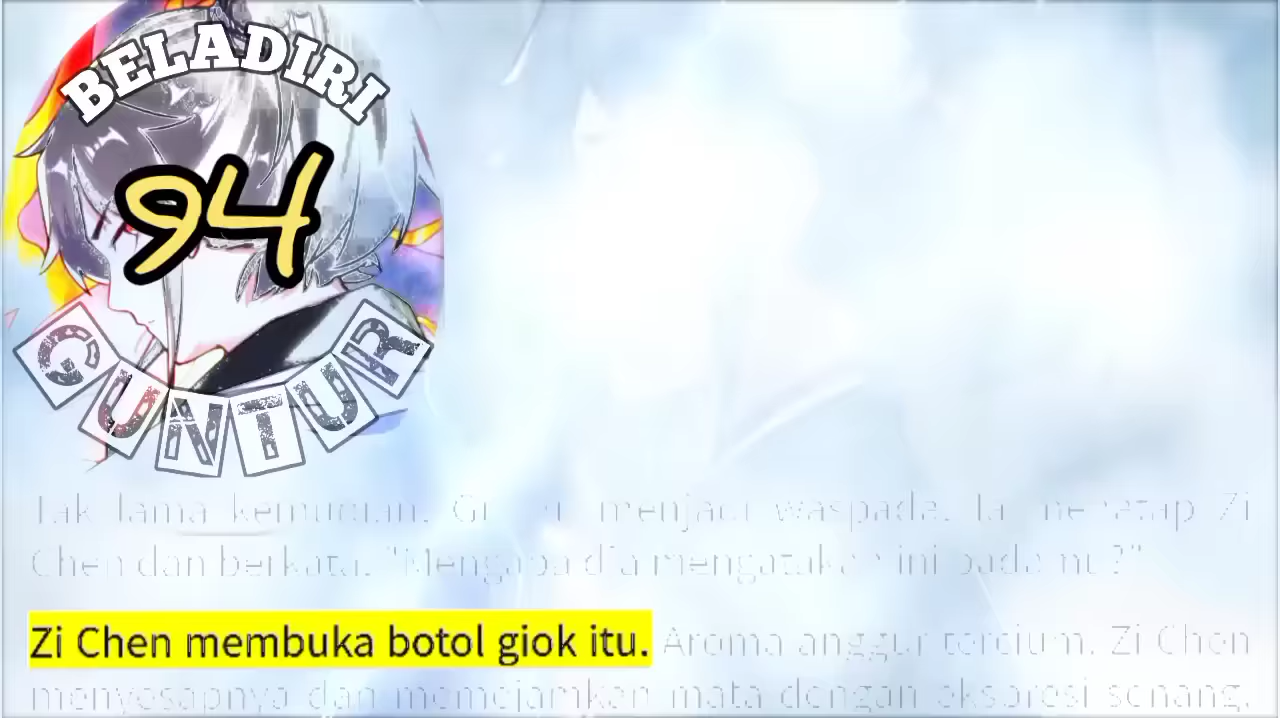 BELADIRI
94
GUNTUR
Tak lama kemudian, menjadi waspada. Ia menatap Zi
Chen dan berkata, "Mengapa dia mengatakan ini padamu?"
Zi Chen membuka botol giok itu. Aroma anggur tercium. Zi Chen
menyesapnya dan memejamkan mata dengan ekspresi senang,